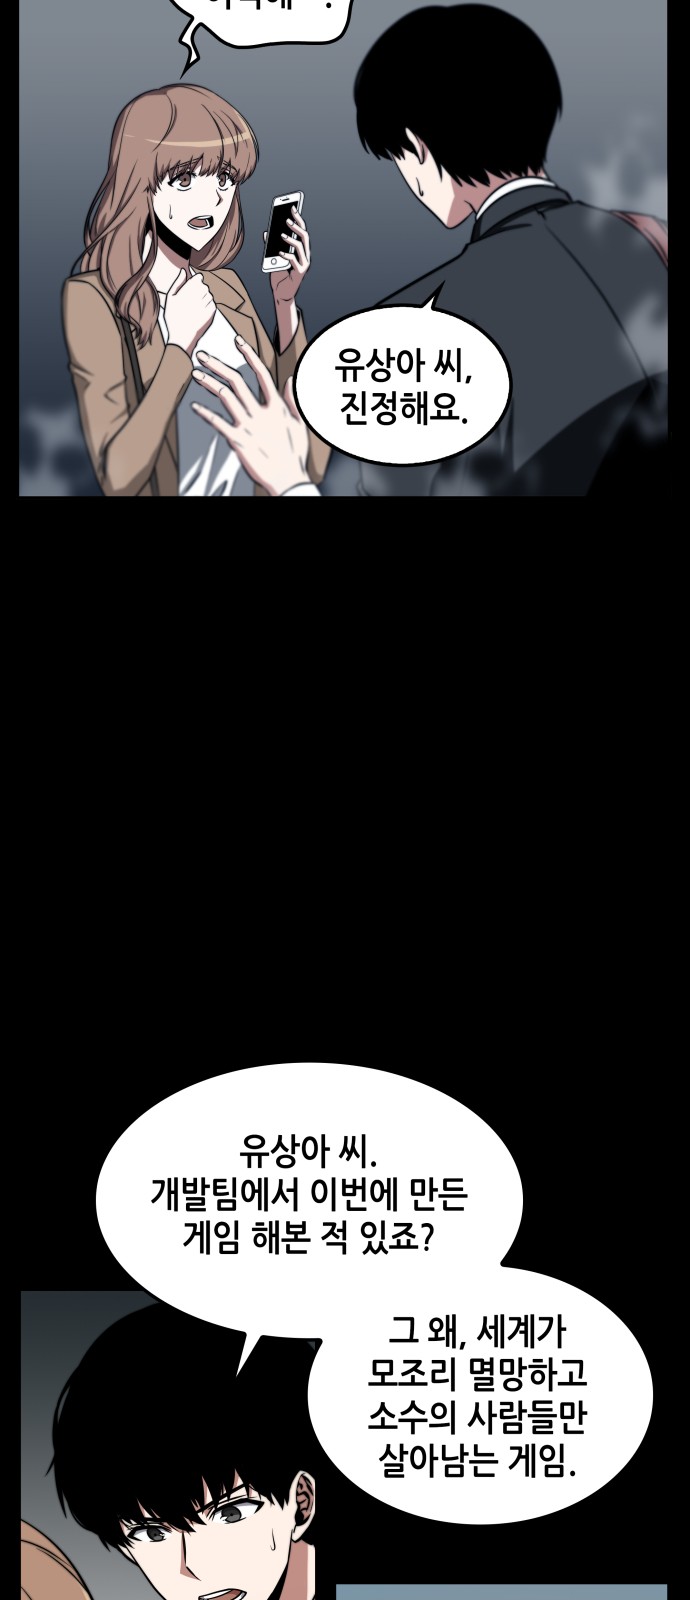 유상아 씨,
진정해요.
유상아 씨.
개발팀에서 이번에 만든
게임 해본 적 있죠?
그 왜, 세계가
모조리 멸망하고
소수의 사람들만
살아남는 게임.